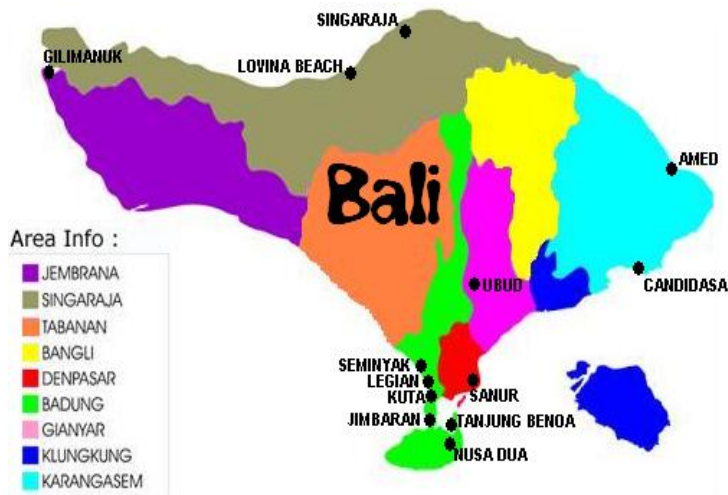 SINGARAJA
GILIMANUK
LOVINA BEACH
Bali
AMED
Area Info :
JEMBRANA
SINGARAJA
TABANAN
BANGLI
DENPASAR
BADUNG
GIANYAR
KLUNGKUNG
KARANGASEM
UBUD
CANDIDASA
SEMINYAK
LEGIAN
KUTA
SANUR
JIMBARAN
TANJUNG BENOA
NUSA DUA